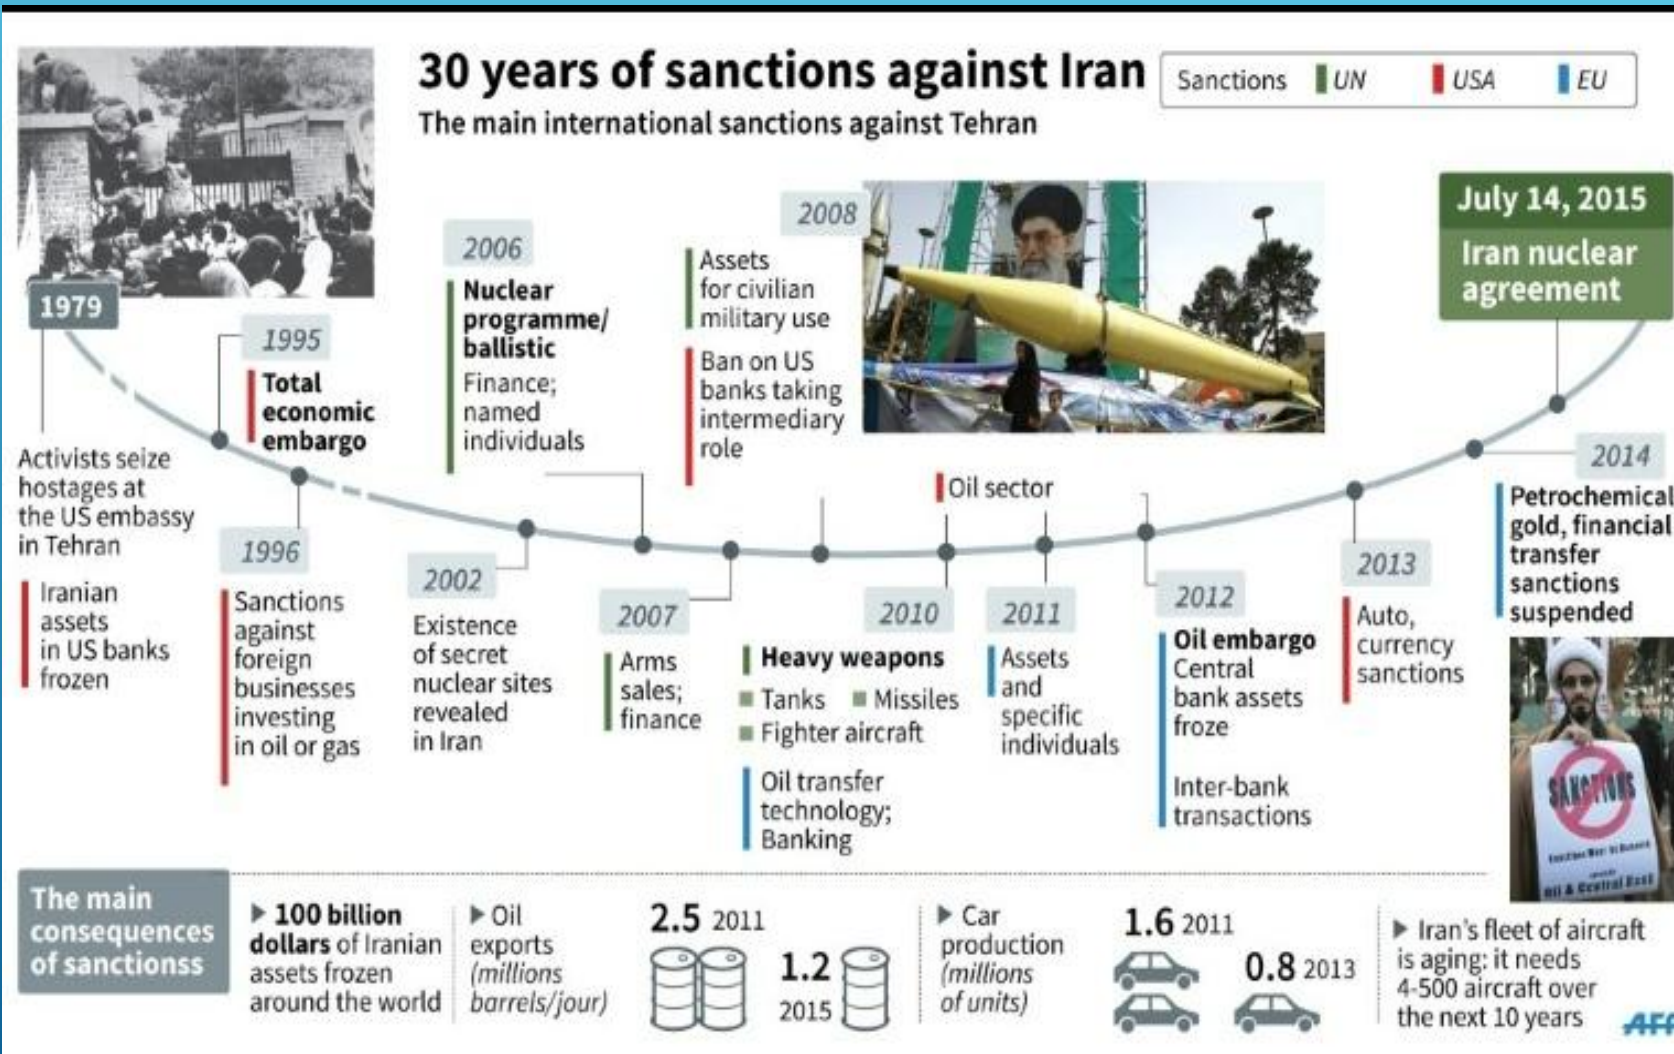 30 years of sanctions against Iran
The main international sanctions against Tehran
Sanctions UN USA EU
1979
Activists seize
hostages at
the US embassy
in Tehran
Iranian
assets
in US banks
frozen
1995
Total
economic
embargo
1996
Sanctions
against
foreign
businesses
investing
in oil or gas
2002
Existence
of secret
nuclear sites
revealed
in Iran
2006
Nuclear
programme/
ballistic
Finance;
named
individuals
2007
Arms
sales;
finance
2008
Assets
for civilian
military use
Ban on US
banks taking
intermediary
role
Oil sector
2010
Heavy weapons
Tanks Missiles
Fighter aircraft
Oil transfer
technology;
Banking
2011
Assets
and
specific
individuals
2012
Oil embargo
Central
bank assets
froze
Inter-bank
transactions
2013
Auto,
currency
sanctions
2014
Petrochemical
gold, financial
transfer
sanctions
suspended
July 14, 2015
Iran nuclear
agreement
SANCTIONS
Oil & Central Bank
The main
consequences
of sanctionss
100 billion
dollars of Iranian
assets frozen
around the world
Oil
exports
(millions
barrels/jour)
2.5 2011
1.2
2015
Car
production
(millions
of units)
1.6 2011
0.8 2013
Iran's fleet of aircraft
is aging: it needs
4-500 aircraft over
the next 10 years
AFP